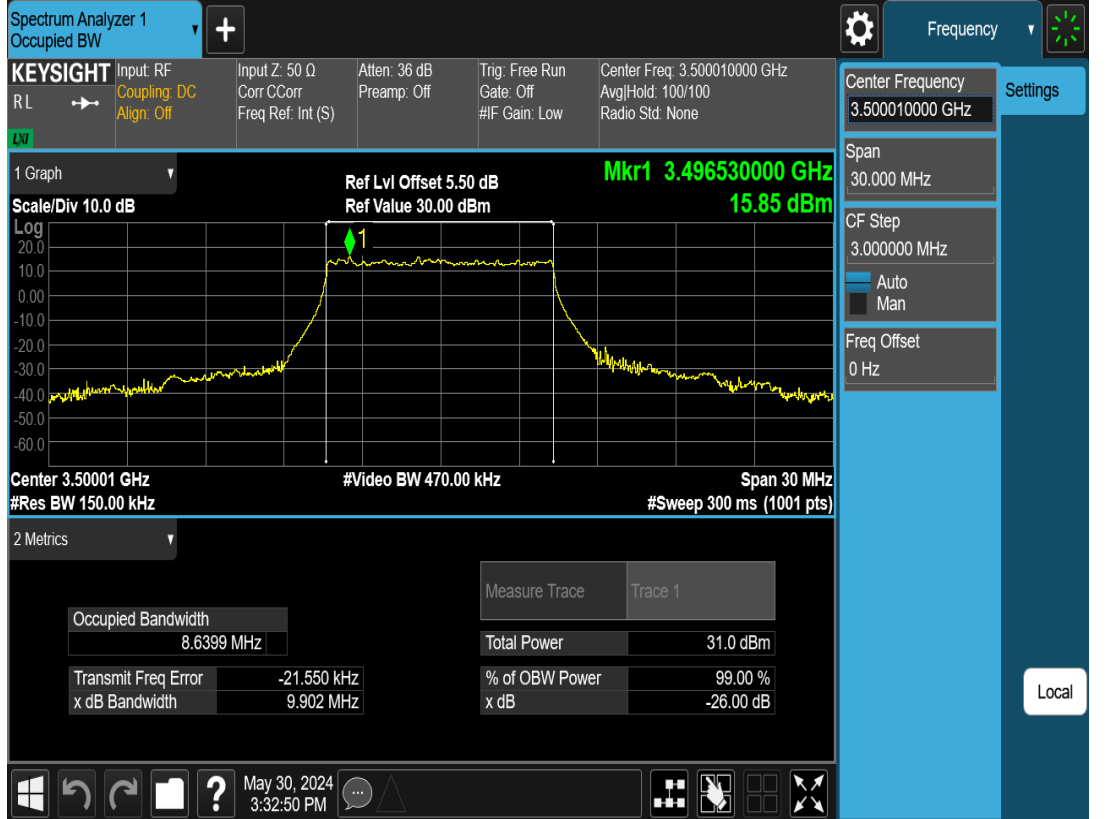 Spectrum Analyzer 1
Occupied BW
+
Frequency
KEYSIGHT
R L
LXI
Input: RF
Coupling: DC
Align: Off
Input Z: 50 Ω
Corr CCorr
Freq Ref: Int (S)
Atten: 36 dB
Preamp: Off
Trig: Free Run
Gate: Off
#IF Gain: Low
Center Freq: 3.500010000 GHz
Avg|Hold: 100/100
Radio Std: None
Center Frequency
3.500010000 GHz
Settings
Span
30.000 MHz
CF Step
3.000000 MHz
Auto
Man
Freq Offset
0 Hz
Local
1 Graph
Scale/Div 10.0 dB
Ref Lvl Offset 5.50 dB
Ref Value 30.00 dBm
Mkr1 3.496530000 GHz
15.85 dBm
Log
1
20.0
10.0
0.00
-10.0
-20.0
-30.0
-40.0
-50.0
-60.0
Center 3.50001 GHz
#Video BW 470.00 kHz
Span 30 MHz
#Res BW 150.00 kHz
#Sweep 300 ms (1001 pts)
2 Metrics
Measure Trace
Trace 1
Occupied Bandwidth
8.6399 MHz
Total Power
31.0 dBm
Transmit Freq Error
-21.550 kHz
% of OBW Power
99.00 %
x dB Bandwidth
9.902 MHz
x dB
-26.00 dB
?
May 30, 2024
3:32:50 PM